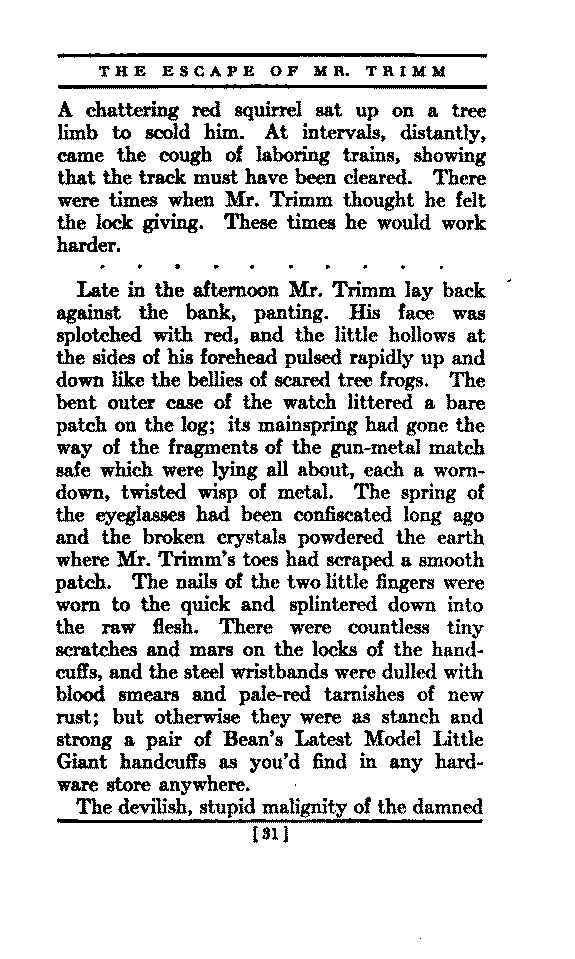 THE ESCAPE OF MR. TRIMM
A chattering red squirrel sat up on a tree
limb to scold him. At intervals, distantly,
came the cough of laboring trains, showing
that the track must have been cleared. There
were times when Mr. Trimm thought he felt
the lock giving. These times he would work
harder.
. . . . . . . . . .
Late in the afternoon Mr. Trimm lay back
against the bank, panting. His face was
splotched with red, and the little hollows at
the sides of his forehead pulsed rapidly up and
down like the bellies of scared tree frogs. The
bent outer case of the watch littered a bare
patch on the log; its mainspring had gone the
way of the fragments of the gun-metal match
safe which were lying all about, each a worn-
down, twisted wisp of metal. The spring of
the eyeglasses had been confiscated long ago
and the broken crystals powdered the earth
where Mr. Trimm's toes had scraped a smooth
patch. The nails of the two little fingers were
worn to the quick and splintered down into
the raw flesh. There were countless tiny
scratches and mars on the locks of the hand-
cuffs, and the steel wristbands were dulled with
blood smears and pale-red tarnishes of new
rust; but otherwise they were as stanch and
strong a pair of Bean's Latest Model Little
Giant handcuffs as you'd find in any hard-
ware store anywhere.
The devilish, stupid malignity of the damned
[31]